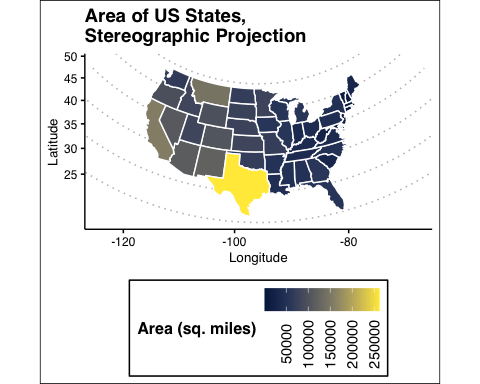 Area of US States,
Stereographic Projection
Latitude
50
45
40
35
30
25
-120
-100
-80
Longitude
Area (sq. miles)
50000
100000
150000
200000
250000